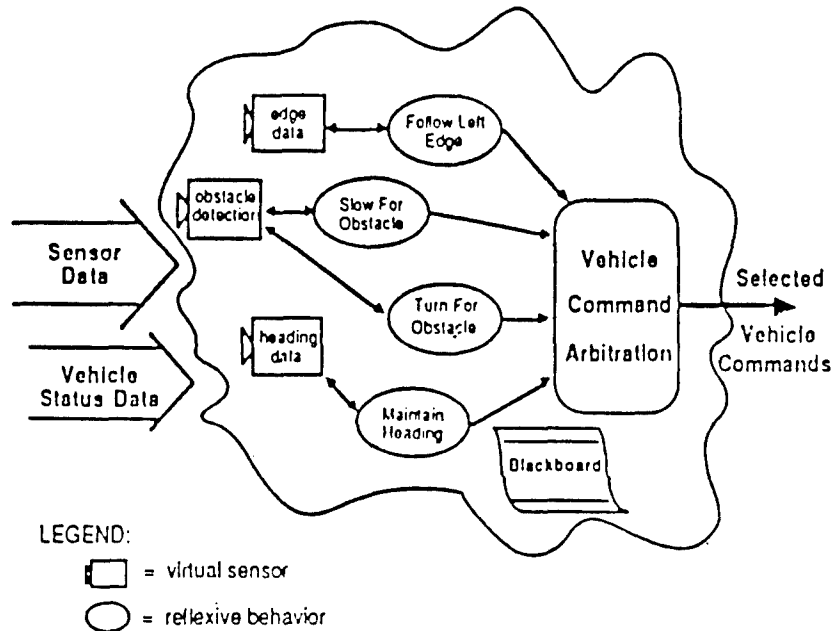 edge
data
Follow Left
Edge
obstacle
detection
Slow For
Obstacle
Sensor
Data
Vehicle
Command
Arbitration
Selected
Vehicle
Commands
Turn For
Obstacle
heading
data
Vehicle
Status Data
Maintain
Heading
Blackboard
LEGEND:
= virtual sensor
= reflexive behavior